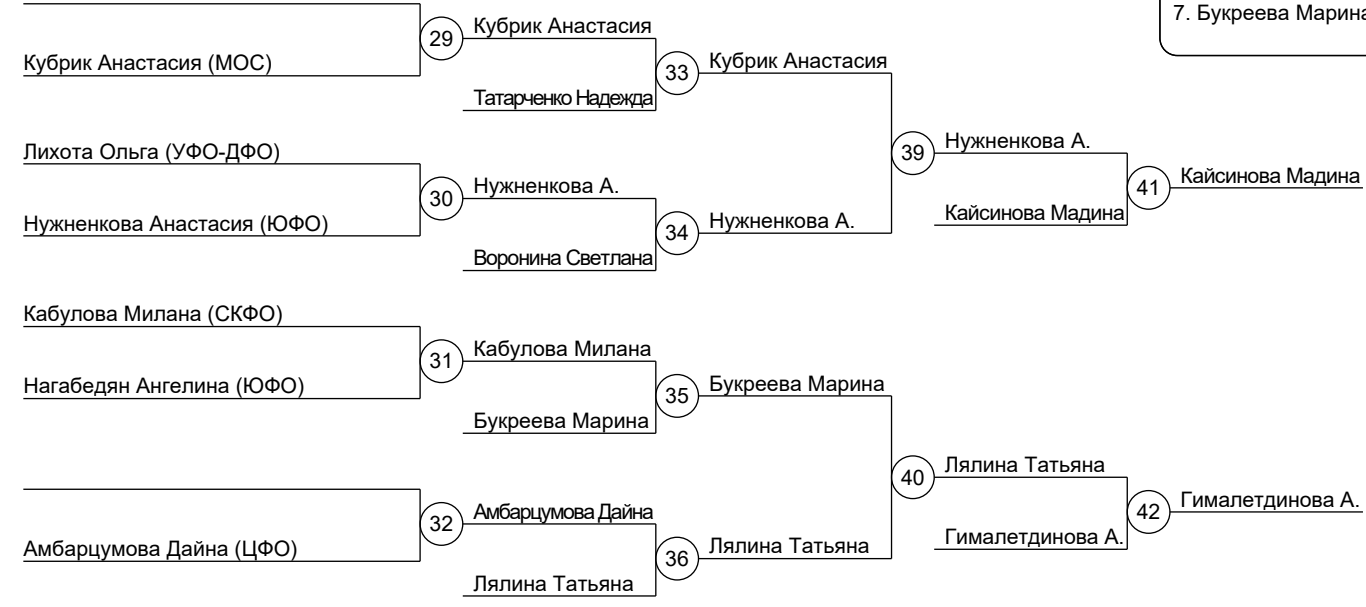 7. Букреева Марина
29
Кубрик Анастасия
Кубрик Анастасия (МОС)
33
Кубрик Анастасия
Татарченко Надежда
Лихота Ольга (УФО-ДФО)
39
Нужненкова А.
41
Кайсинова Мадина
30
Нужненкова А.
Нужненкова Анастасия (ЮФО)
34
Нужненкова А.
Кайсинова Мадина
Воронина Светлана
Кабулова Милана (СКФО)
31
Кабулова Милана
Нагабедян Ангелина (ЮФО)
35
Букреева Марина
Букреева Марина
40
Лялина Татьяна
42
Гималетдинова А.
32
Амбарцумова Дайна
Амбарцумова Дайна (ЦФО)
36
Лялина Татьяна
Гималетдинова А.
Лялина Татьяна